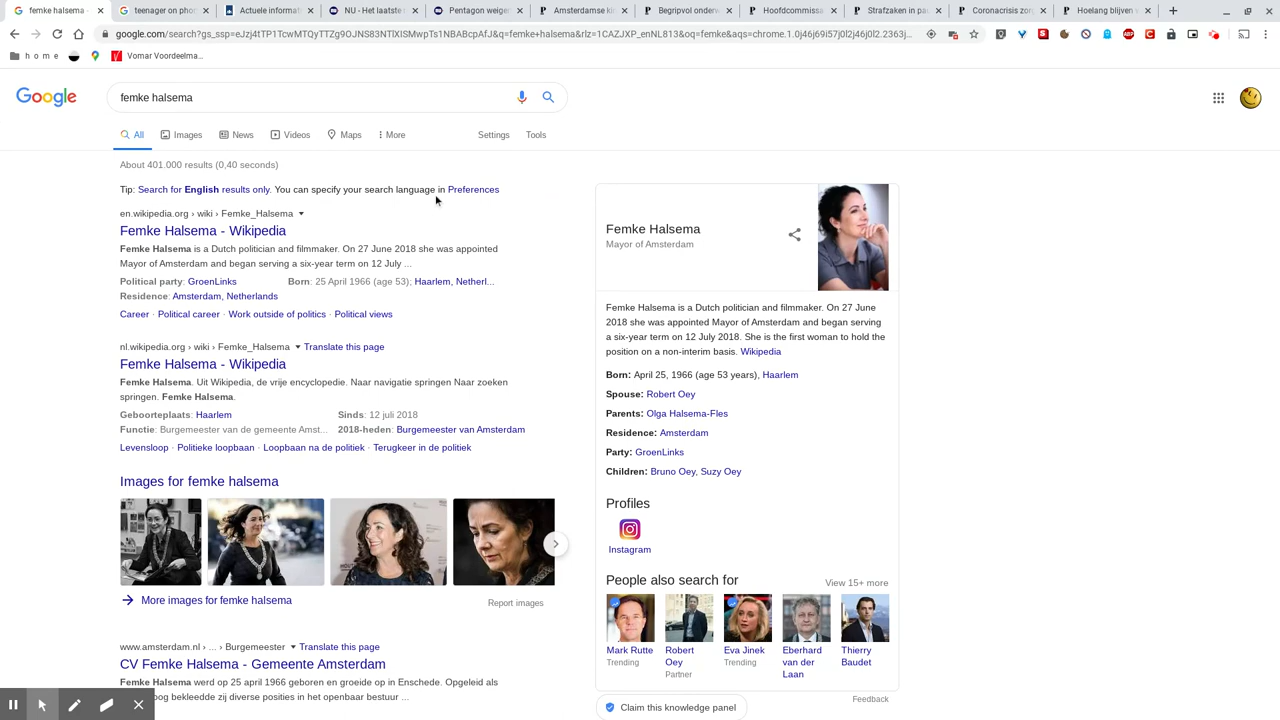 femke halsema
teenager on pho
Actuele informat
NU - Het laatste
Pentagon weiger
Amsterdamse kin
Begripvol onderw
Hoofdcommissa
Strafzaken in pa
Coronacrisis zor
Hoelang blijven w
google.com/search?gs_ssp=eJzj4tTP1TcwMTQyTTZg9OJNS83NTlXISMwpTs1NBABcpAfJ&q=femke+halsema&rlz=1CAZJXP_enNL813&oq=femke&aqs=chrome.1.0j46j69i57j0l2j46j0l2.2363j...
h o m e
Vomar Voordeelma...
Google
femke halsema
All Images News Videos Maps More Settings Tools
About 401.000 results (0,40 seconds)
Tip: Search for English results only. You can specify your search language in Preferences
en.wikipedia.org › wiki › Femke_Halsema
Femke Halsema - Wikipedia
Femke Halsema is a Dutch politician and filmmaker. On 27 June 2018 she was appointed
Mayor of Amsterdam and began serving a six-year term on 12 July ...
Political party: GroenLinks Born: 25 April 1966 (age 53); Haarlem, Netherl...
Residence: Amsterdam, Netherlands
Career · Political career · Work outside of politics · Political views
nl.wikipedia.org › wiki › Femke_Halsema Translate this page
Femke Halsema - Wikipedia
Femke Halsema. Uit Wikipedia, de vrije encyclopedie. Naar navigatie springen Naar zoeken
springen. Femke Halsema.
Geboorteplaats: Haarlem Sinds: 12 juli 2018
Functie: Burgemeester van de gemeente Amst... 2018-heden: Burgemeester van Amsterdam
Levensloop · Politieke loopbaan · Loopbaan na de politiek · Terugkeer in de politiek
Images for femke halsema
More images for femke halsema
Report images
www.amsterdam.nl › ... › Burgemeester Translate this page
CV Femke Halsema - Gemeente Amsterdam
Femke Halsema werd op 25 april 1966 geboren en groeide op in Enschede. Opgeleid als
oog bekleedde zij diverse posities in het openbaar bestuur ...
Femke Halsema
Mayor of Amsterdam
Femke Halsema is a Dutch politician and filmmaker. On 27 June
2018 she was appointed Mayor of Amsterdam and began serving
a six-year term on 12 July 2018. She is the first woman to hold the
position on a non-interim basis. Wikipedia
Born: April 25, 1966 (age 53 years), Haarlem
Spouse: Robert Oey
Parents: Olga Halsema-Fles
Residence: Amsterdam
Party: GroenLinks
Children: Bruno Oey, Suzy Oey
Profiles
Instagram
People also search for
View 15+ more
Mark Rutte
Trending
Robert
Oey
Partner
Eva Jinek
Trending
Eberhard
van der
Laan
Thierry
Baudet
Feedback
Claim this knowledge panel